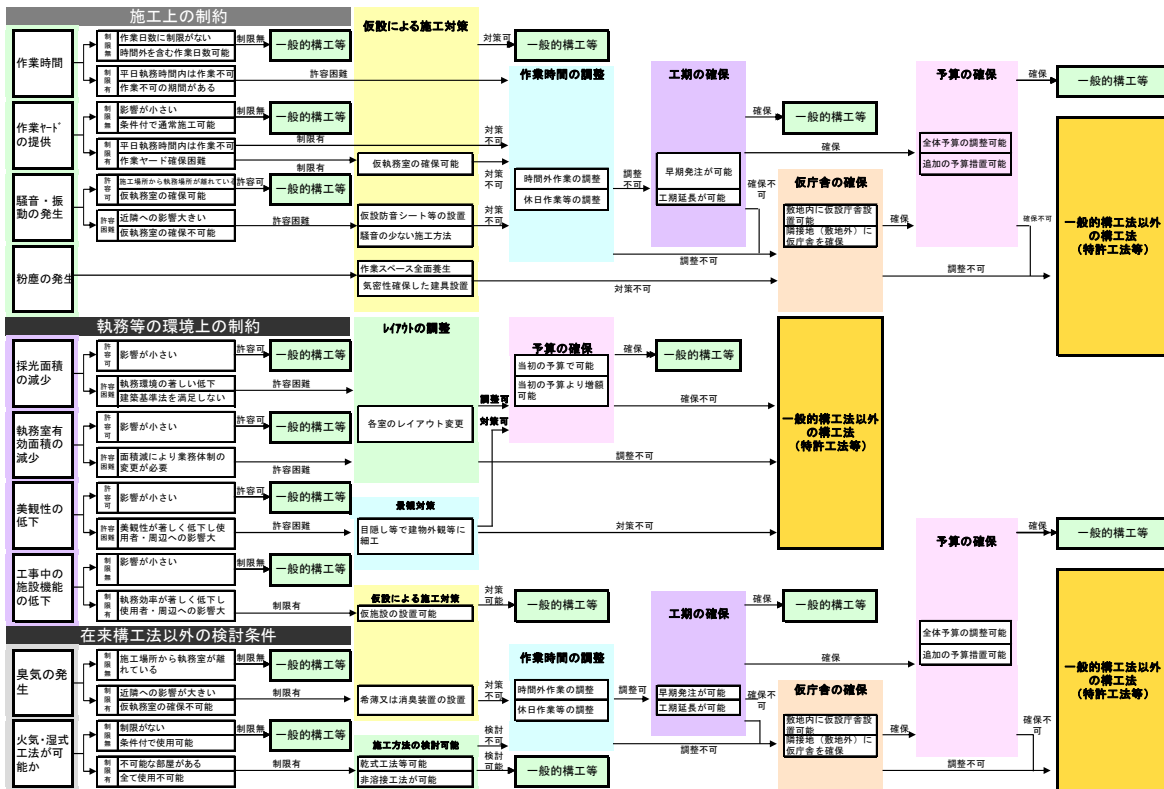 施工上の制約
仮設による施工対策
作業時間
制限無
作業日数に制限がない
時間外を含む作業日数可能
制限無
一般的構工等
対策可
一般的構工等
制限有
平日執務時間内は作業不可
作業不可の期間がある
許容困難
作業時間の調整
工期の確保
予算の確保
確保
一般的構工等
作業ヤードの提供
制限無
影響が小さい
条件付で通常施工可能
制限無
一般的構工等
確保
一般的構工等
制限有
平日執務時間内は作業不可
作業ヤード確保困難
制限有
制限有
仮執務室の確保可能
対策不可
対策不可
確保
全体予算の調整可能
追加の予算措置可能
一般的構工法以外の構工法
(特許工法等)
騒音・振動の発生
許容可
施工場所から執務場所が離れている
仮執務室の確保可能
許容可
一般的構工等
時間外作業の調整
休日作業等の調整
調整不可
早期発注が可能
工期延長が可能
確保不可
仮庁舎の確保
許容困難
近隣への影響大きい
仮執務室の確保不可能
許容困難
仮設防音シート等の設置
騒音の少ない施工方法
対策不可
敷地内に仮設庁舎設置可能
隣接地(敷地外)に仮庁舎を確保
確保
確保不可
調整不可
調整不可
粉塵の発生
作業スペース全面養生
気密性確保した建具設置
対策不可
執務等の環境上の制約
レイアウトの調整
採光面積の減少
許容可
影響が小さい
許容可
一般的構工等
予算の確保
当初の予算で可能
当初の予算より増額可能
確保
一般的構工等
許容困難
執務環境の著しい低下
建築基準法を満足しない
許容困難
調整可
確保不可
執務室有効面積の減少
許容可
影響が小さい
許容可
一般的構工等
各室のレイアウト変更
対策可
一般的構工法以外の構工法
(特許工法等)
許容困難
面積減により業務体制の変更が必要
許容困難
調整不可
美観性の低下
許容可
影響が小さい
許容可
一般的構工等
景観対策
許容困難
美観性が著しく低下し使用者・周辺への影響大
許容困難
目隠し等で建物外観等に細工
対策不可
予算の確保
確保
一般的構工等
工事中の施設機能の低下
制限無
影響が小さい
制限無
一般的構工等
制限有
執務効率が著しく低下し使用者・周辺への影響大
制限有
仮設による施工対策
仮施設の設置可能
対策可能
一般的構工等
工期の確保
確保
一般的構工等
在来構工法以外の検討条件
臭気の発生
制限無
施工場所から執務室が離れている
制限無
一般的構工等
作業時間の調整
確保
全体予算の調整可能
追加の予算措置可能
一般的構工法以外の構工法
(特許工法等)
制限有
近隣への影響が大きい
仮執務室の確保不可能
制限有
希薄又は消臭装置の設置
対策不可
時間外作業の調整
休日作業等の調整
調整可
早期発注が可能
工期延長が可能
確保不可
仮庁舎の確保
火気・湿式工法が可能か
制限無
制限がない
条件付で使用可能
制限無
一般的構工等
施工方法の検討可能
検討不可
調整不可
敷地内に仮設庁舎設置可能
隣接地(敷地外)に仮庁舎を確保
確保
確保不可
制限有
不可能な部屋がある
全て使用不可能
制限有
乾式工法等可能
非溶接工法が可能
検討可能
一般的構工等
調整不可